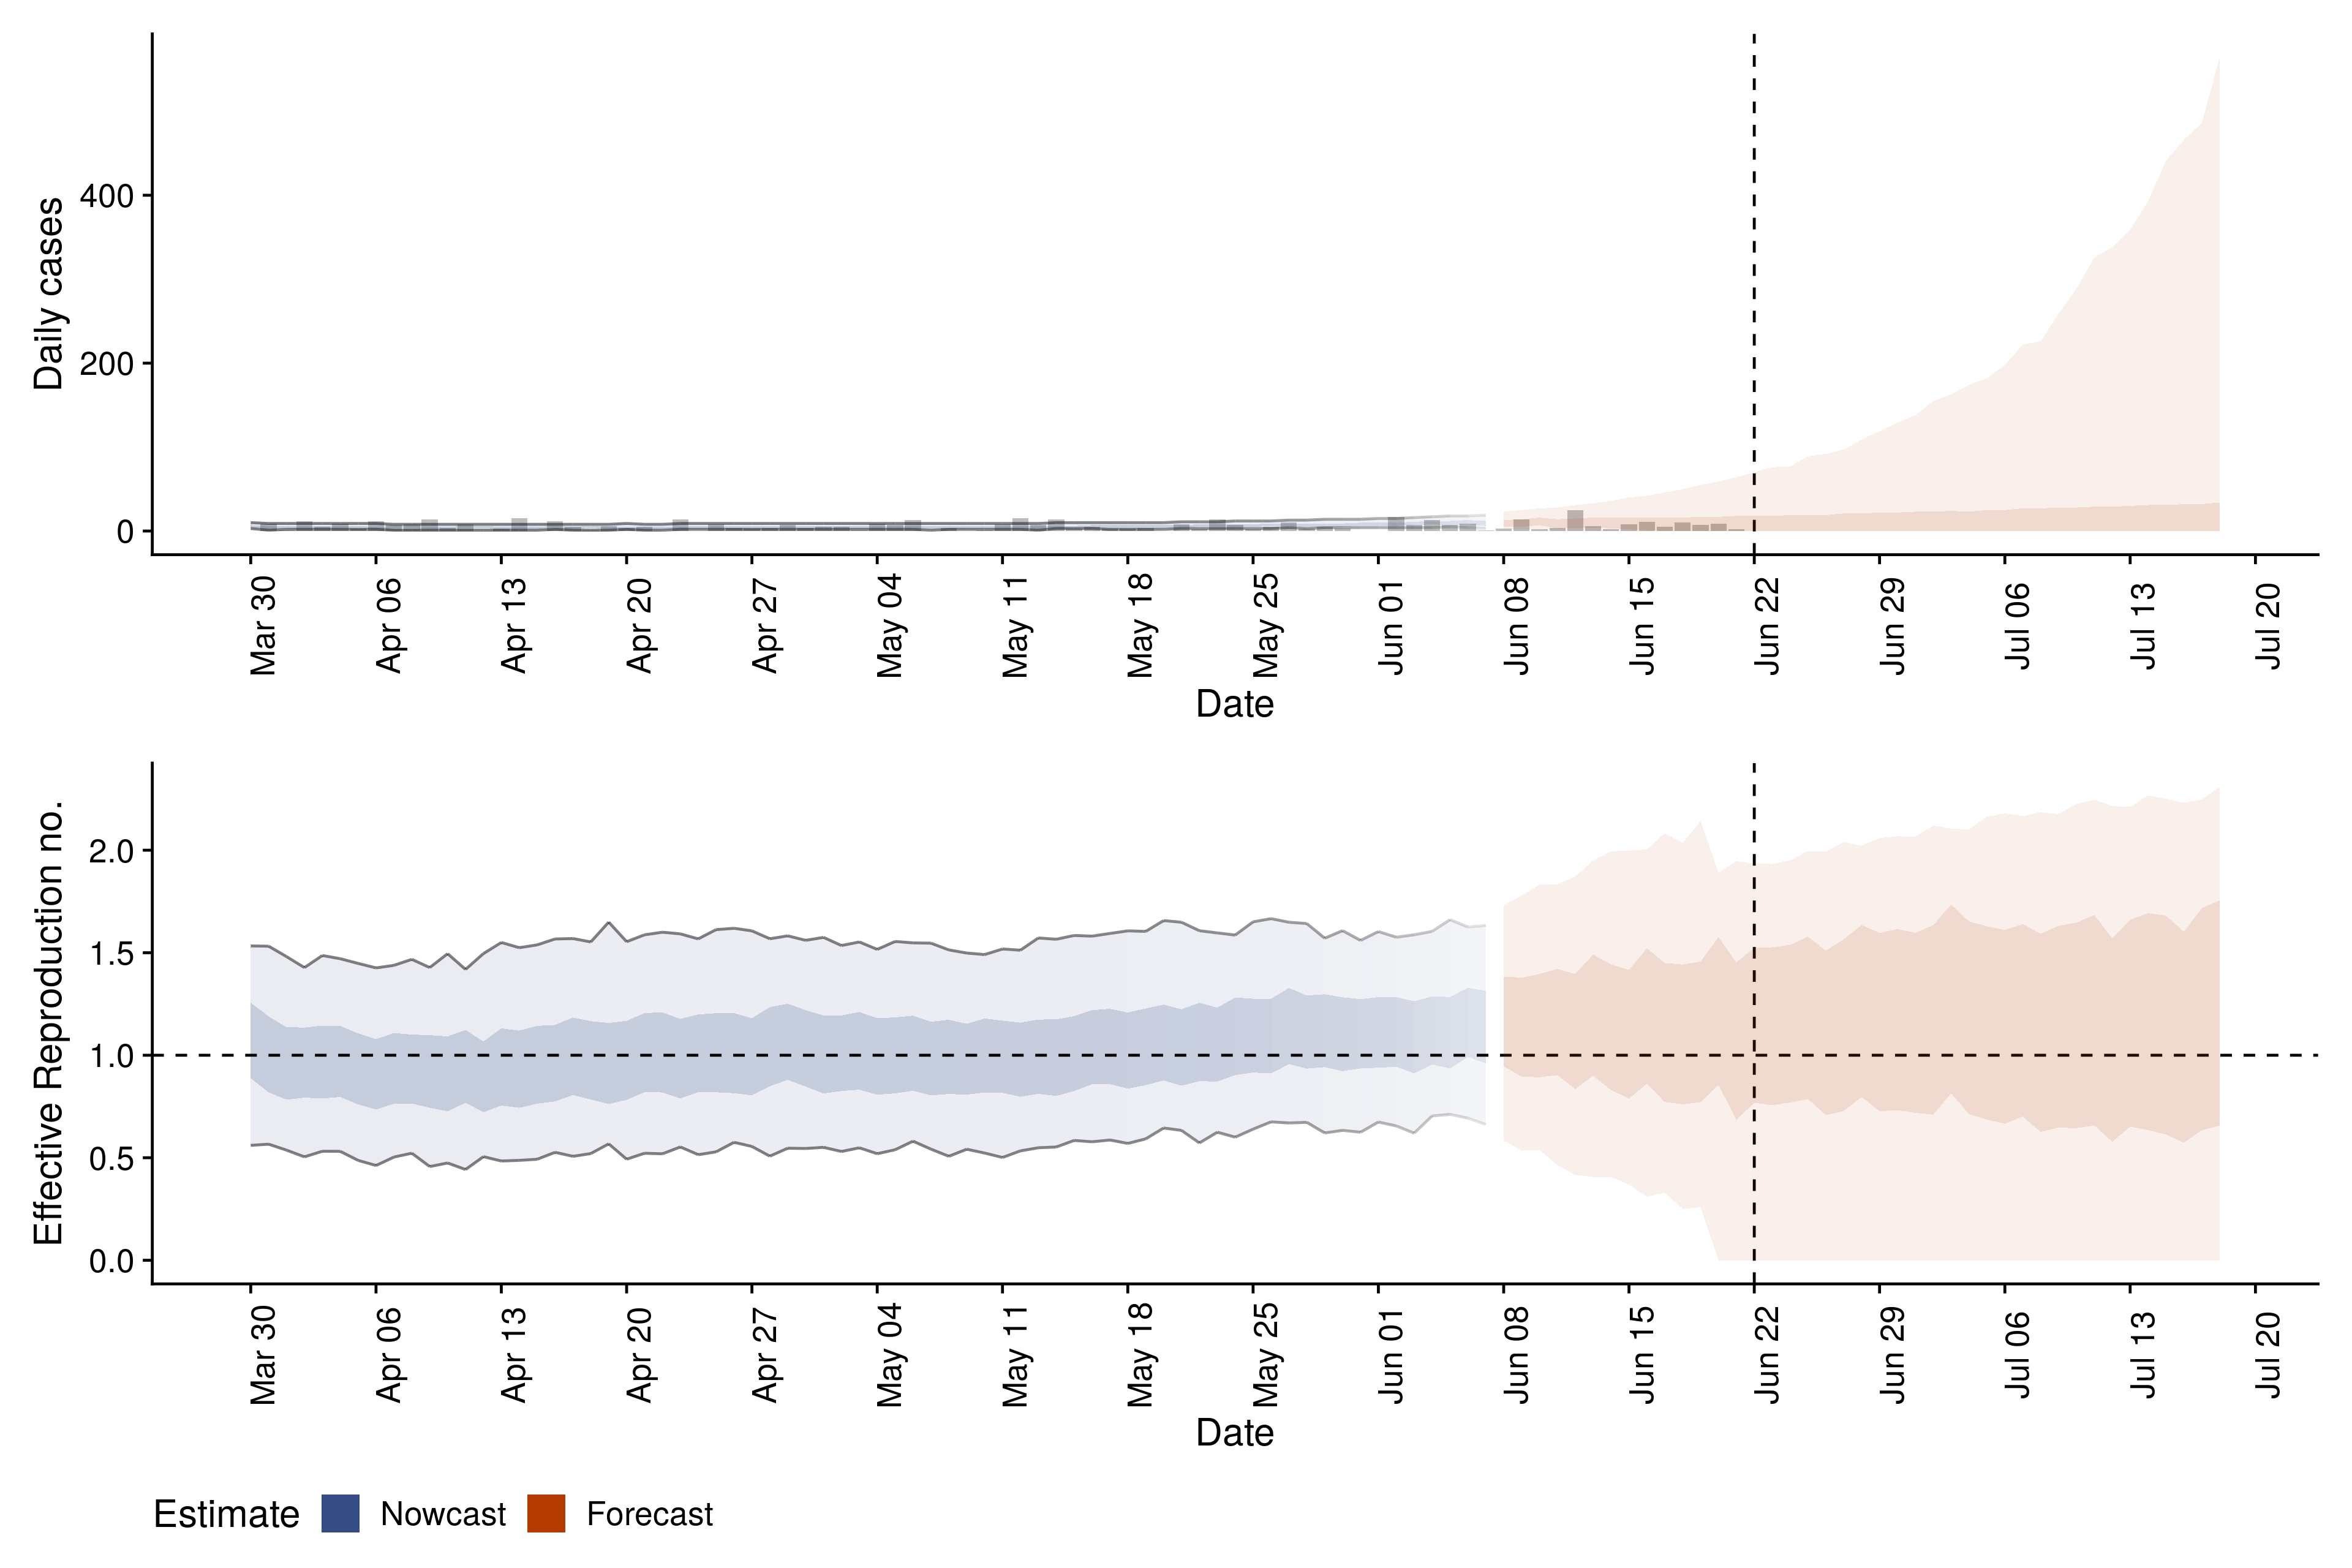 Daily cases
400
200
0
Mar 30
Apr 06
Apr 13
Apr 20
Apr 27
May 04
May 11
May 18
May 25
Jun 01
Jun 08
Jun 15
Jun 22
Jun 29
Jul 06
Jul 13
Jul 20
Date
Effective Reproduction no.
2.0
1.5
1.0
0.5
0.0
Mar 30
Apr 06
Apr 13
Apr 20
Apr 27
May 04
May 11
May 18
May 25
Jun 01
Jun 08
Jun 15
Jun 22
Jun 29
Jul 06
Jul 13
Jul 20
Date
Estimate Nowcast Forecast